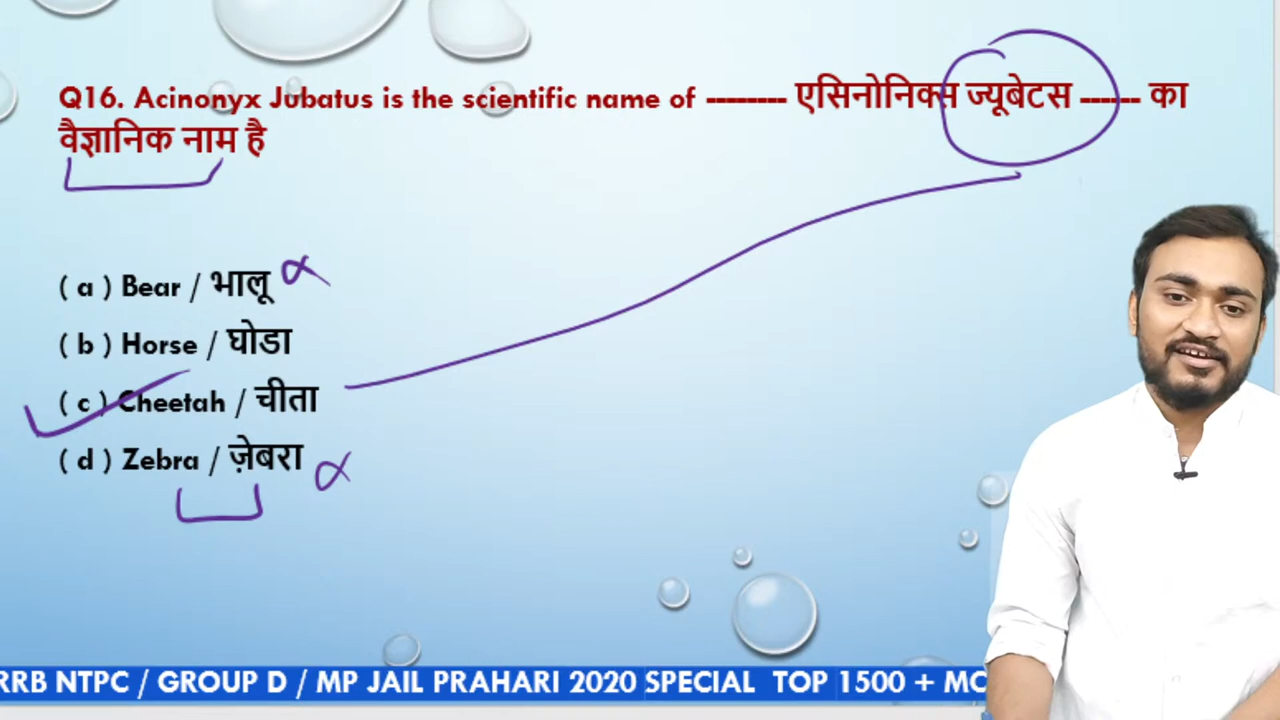 Q16. Acinonyx Jubatus is the scientific name of -------- एसिनोनिक्स ज्यूबेटस ------ का
वैज्ञानिक नाम है
( a ) Bear / भालू
( b ) Horse / घोडा
( c ) Cheetah / चीता
( d ) Zebra / ज़ेबरा
RRB NTPC / GROUP D / MP JAIL PRAHARI 2020 SPECIAL TOP 1500 + MC